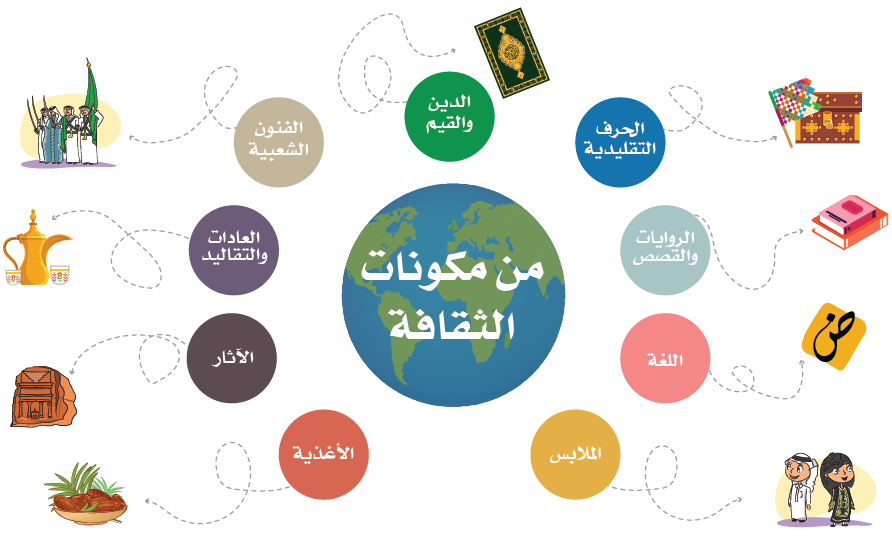 من مكونات
الثقافة
الدين
والقيم
الحرف
التقليدية
الروايات
والقصص
اللغة
ض
الملابس
الأغذية
الآثار
العادات
والتقاليد
الفنون
الشعبية